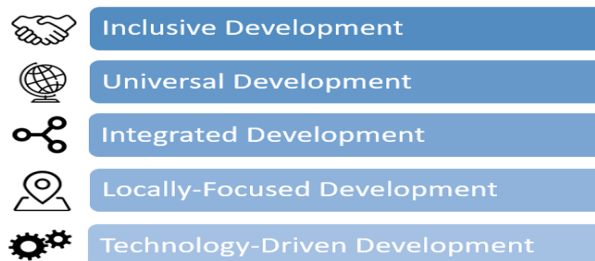 Inclusive Development
Universal Development
Integrated Development
Locally-Focused Development
Technology-Driven Development